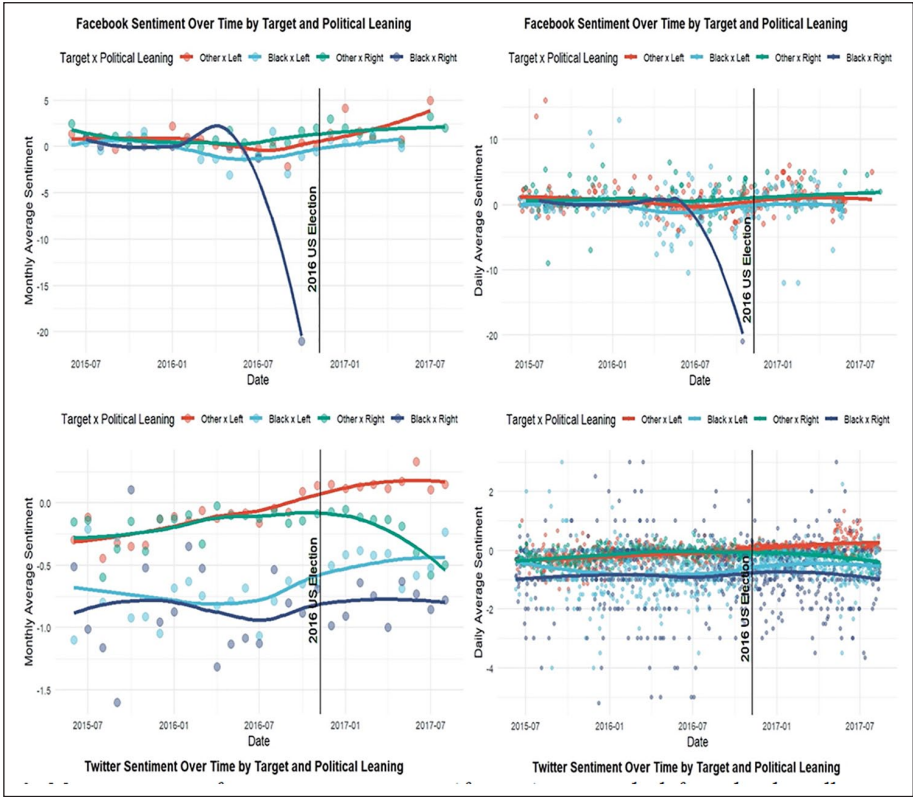 Facebook Sentiment Over Time by Target and Political Leaning
Target x Political Leaning Other x Left Black x Left Other x Right Black x Right
Monthly Average Sentiment
5
0
-5
-10
-15
-20
2016 US Election
2015-07 2016-01 2016-07 2017-01 2017-07
Date
Facebook Sentiment Over Time by Target and Political Leaning
Target x Political Leaning Other x Left Black x Left Other x Right Black x Right
Daily Average Sentiment
10
0
-10
-20
2016 US Election
2015-07 2016-01 2016-07 2017-01 2017-07
Date
Target x Political Leaning Other x Left Black x Left Other x Right Black x Right
Monthly Average Sentiment
0.0
-0.5
-1.0
-1.5
2016 US Election
2015-07 2016-01 2016-07 2017-01 2017-07
Date
Twitter Sentiment Over Time by Target and Political Leaning
Target x Political Leaning Other x Left Black x Left Other x Right Black x Right
Daily Average Sentiment
2
0
-2
-4
2016 US Election
2015-07 2016-01 2016-07 2017-01 2017-07
Date
Twitter Sentiment Over Time by Target and Political Leaning